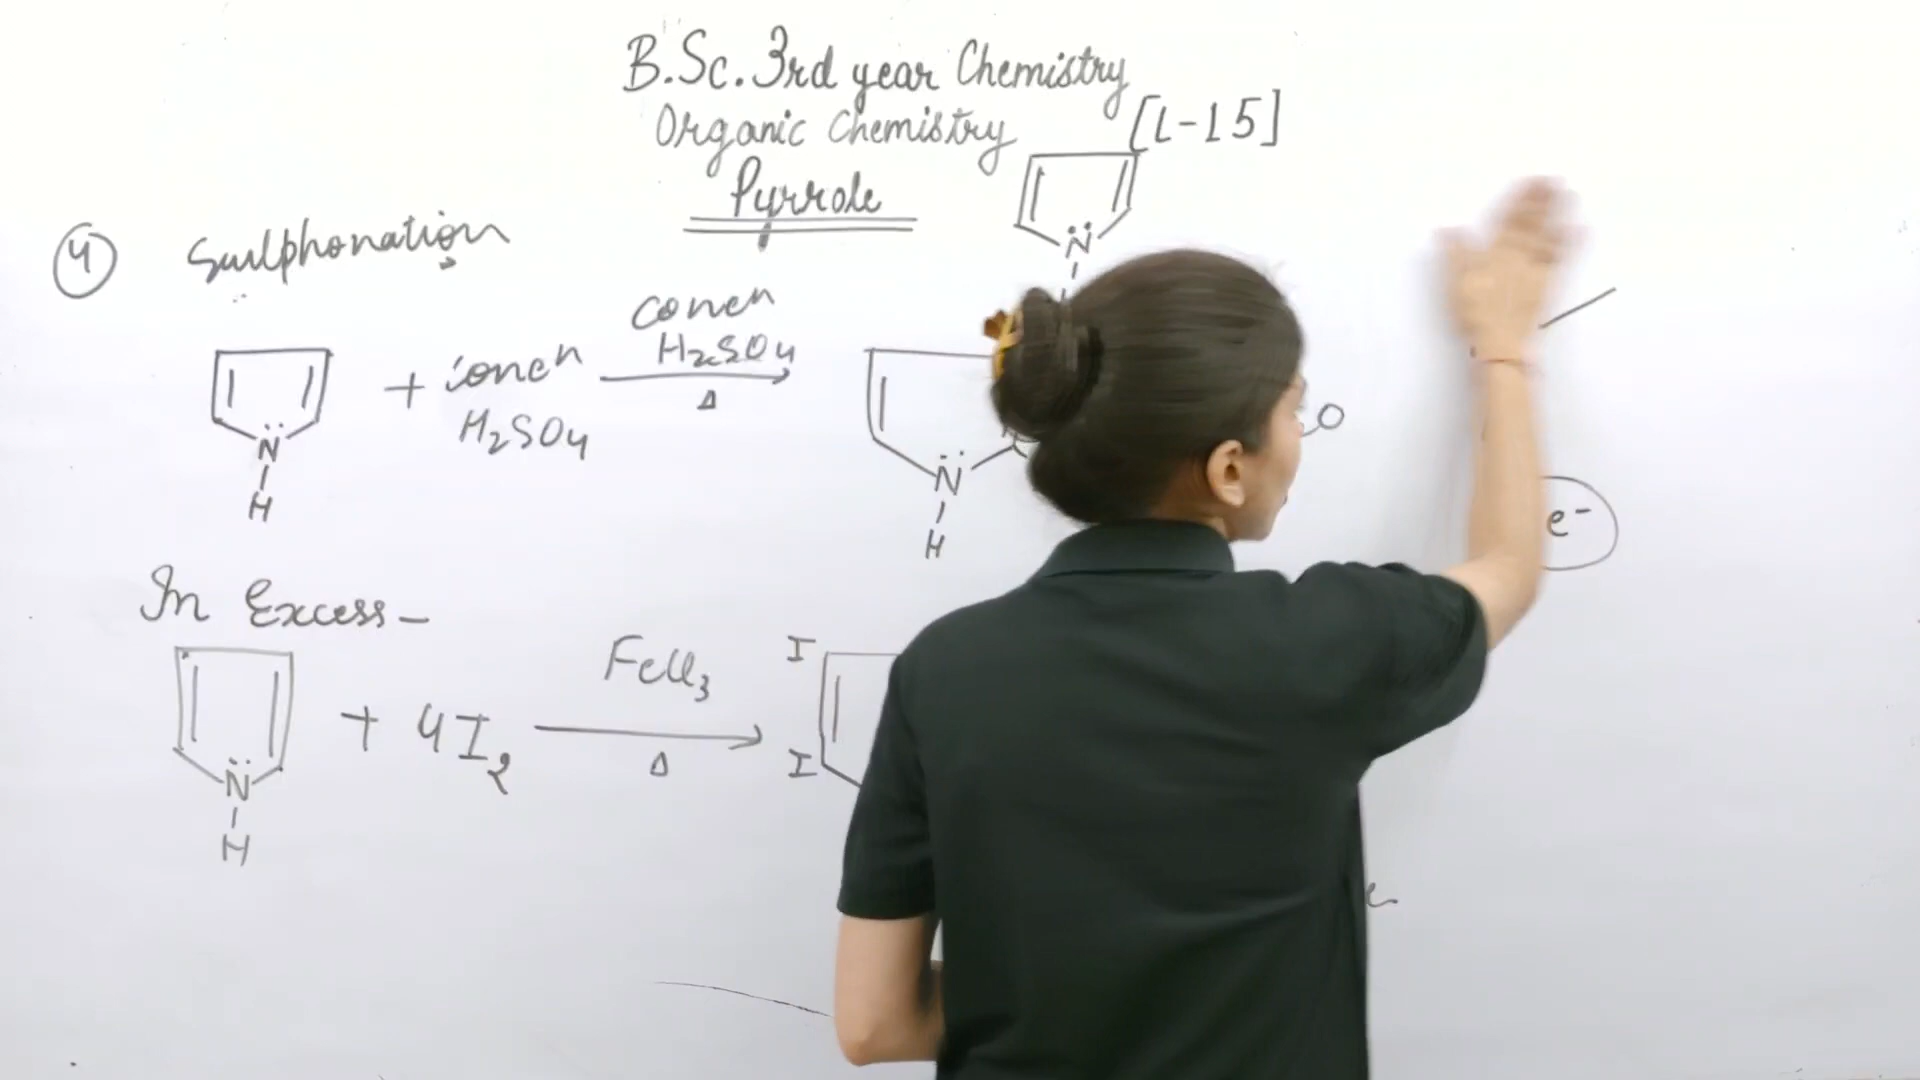 B.Sc. 3rd year Chemistry
Organic Chemistry [L-15]
Pyrrole
N
④ Sulphonation
N
H
+ concn
H₂SO₄
concn
H₂SO₄
Δ
N
H
O
e⁻
In Excess-
N
H
+ 4I₂
FeCl₃
Δ
I
I